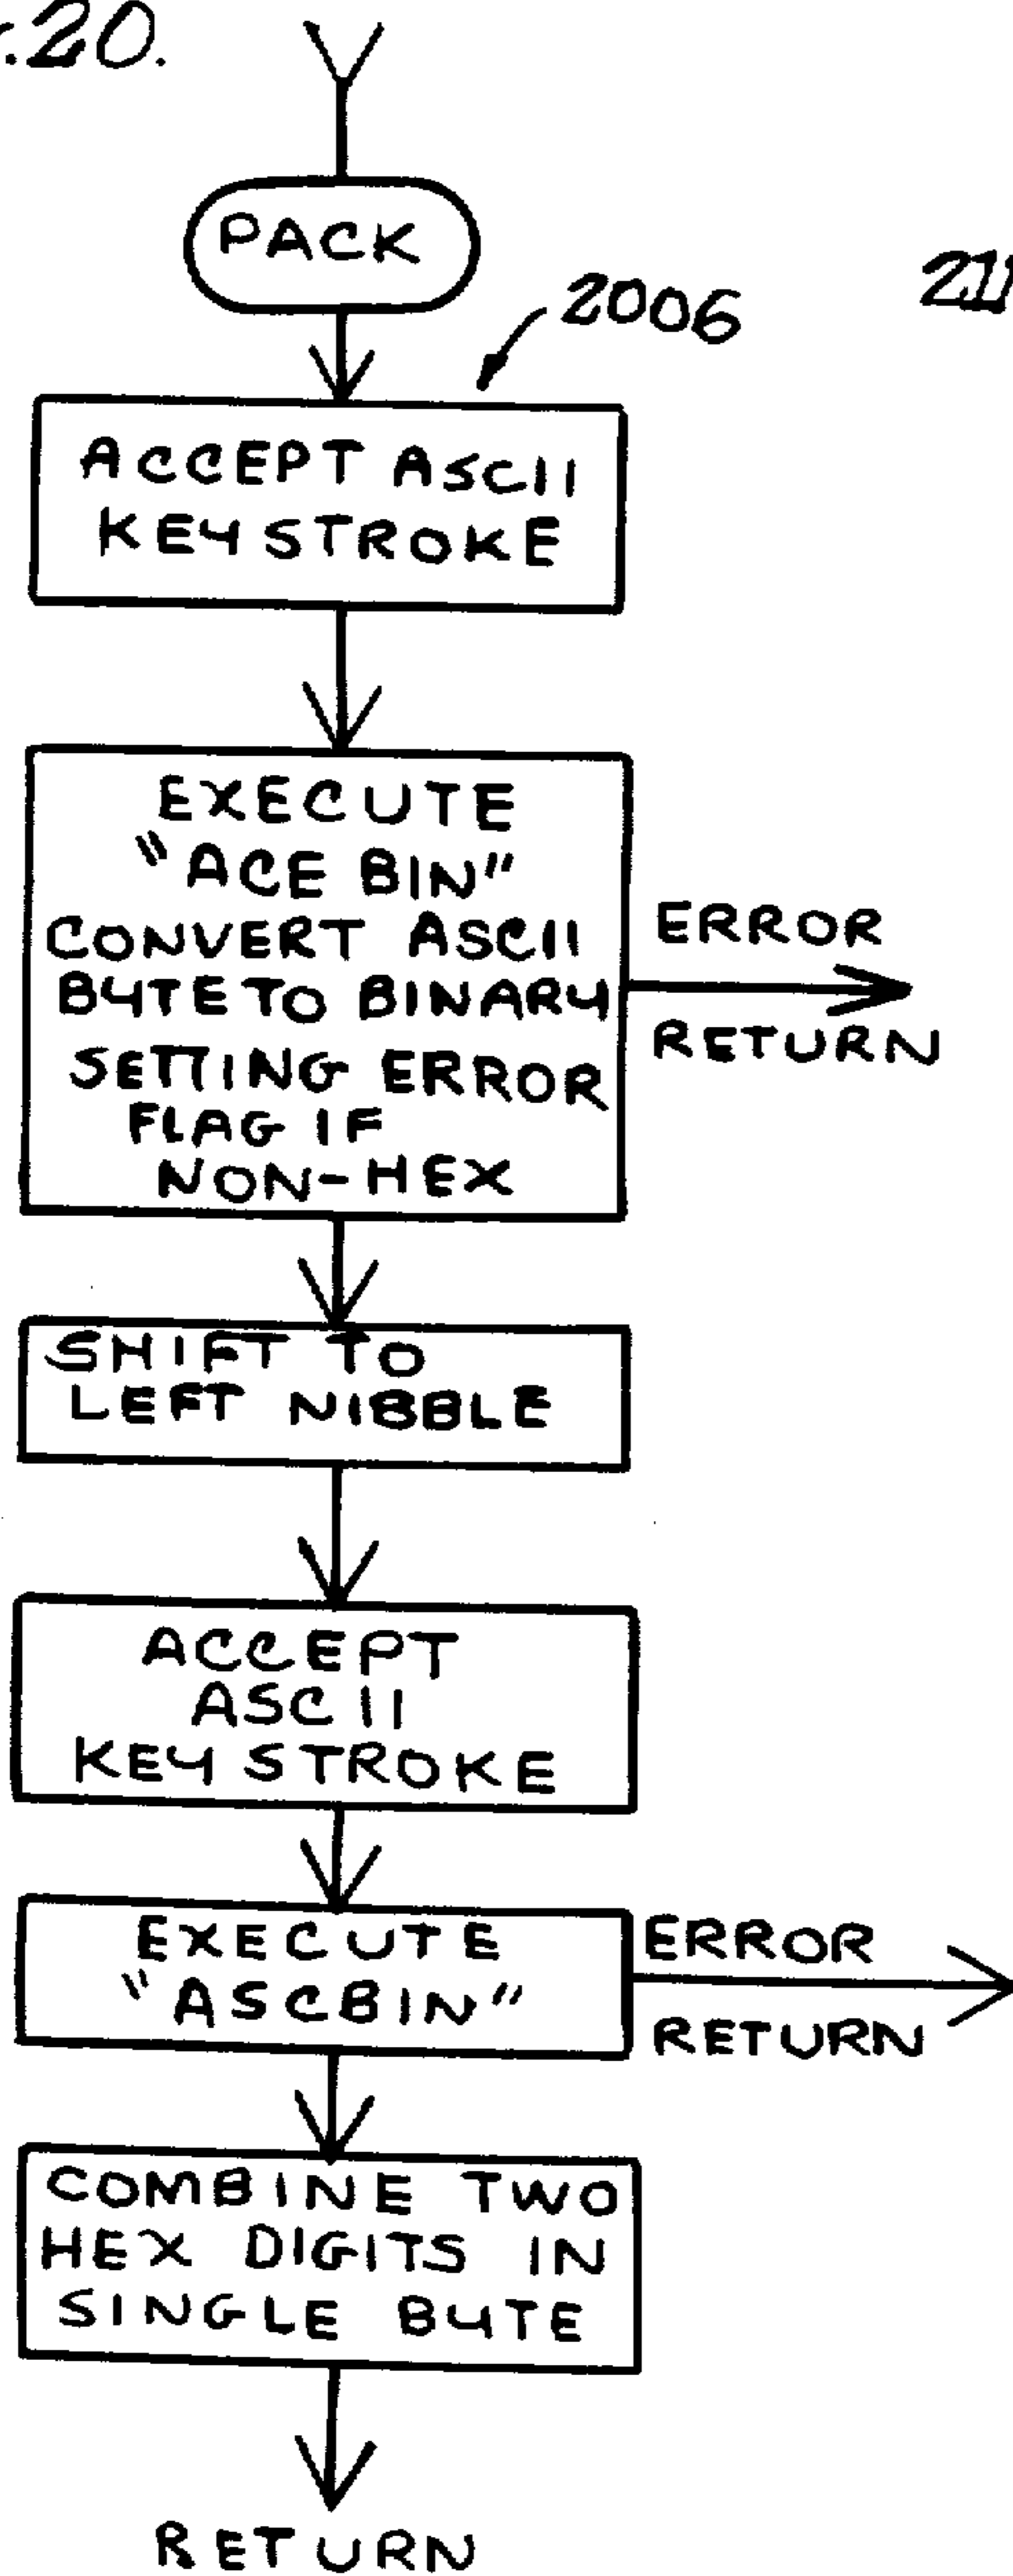 .20.
PACK
2006
211
ACCEPT ASCII
KEYSTROKE
EXECUTE
"ACE BIN"
CONVERT ASCII
BYTE TO BINARY
SETTING ERROR
FLAG IF
NON-HEX
ERROR
RETURN
SHIFT TO
LEFT NIBBLE
ACCEPT
ASCII
KEYSTROKE
EXECUTE
"ASCBIN"
ERROR
RETURN
COMBINE TWO
HEX DIGITS IN
SINGLE BYTE
RETURN